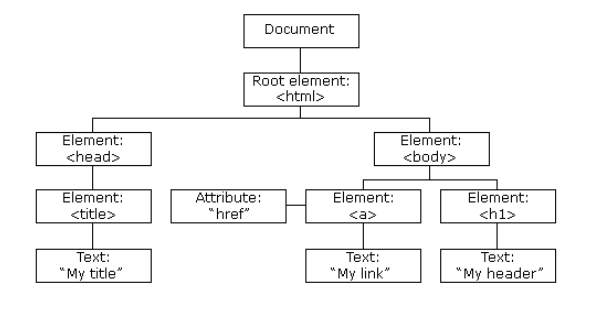 Document
Root element:
<html>
Element:
<head>
Element:
<body>
Element:
<title>
Attribute:
“href”
Element:
<a>
Element:
<h1>
Text:
“My title”
Text:
“My link”
Text:
“My header”